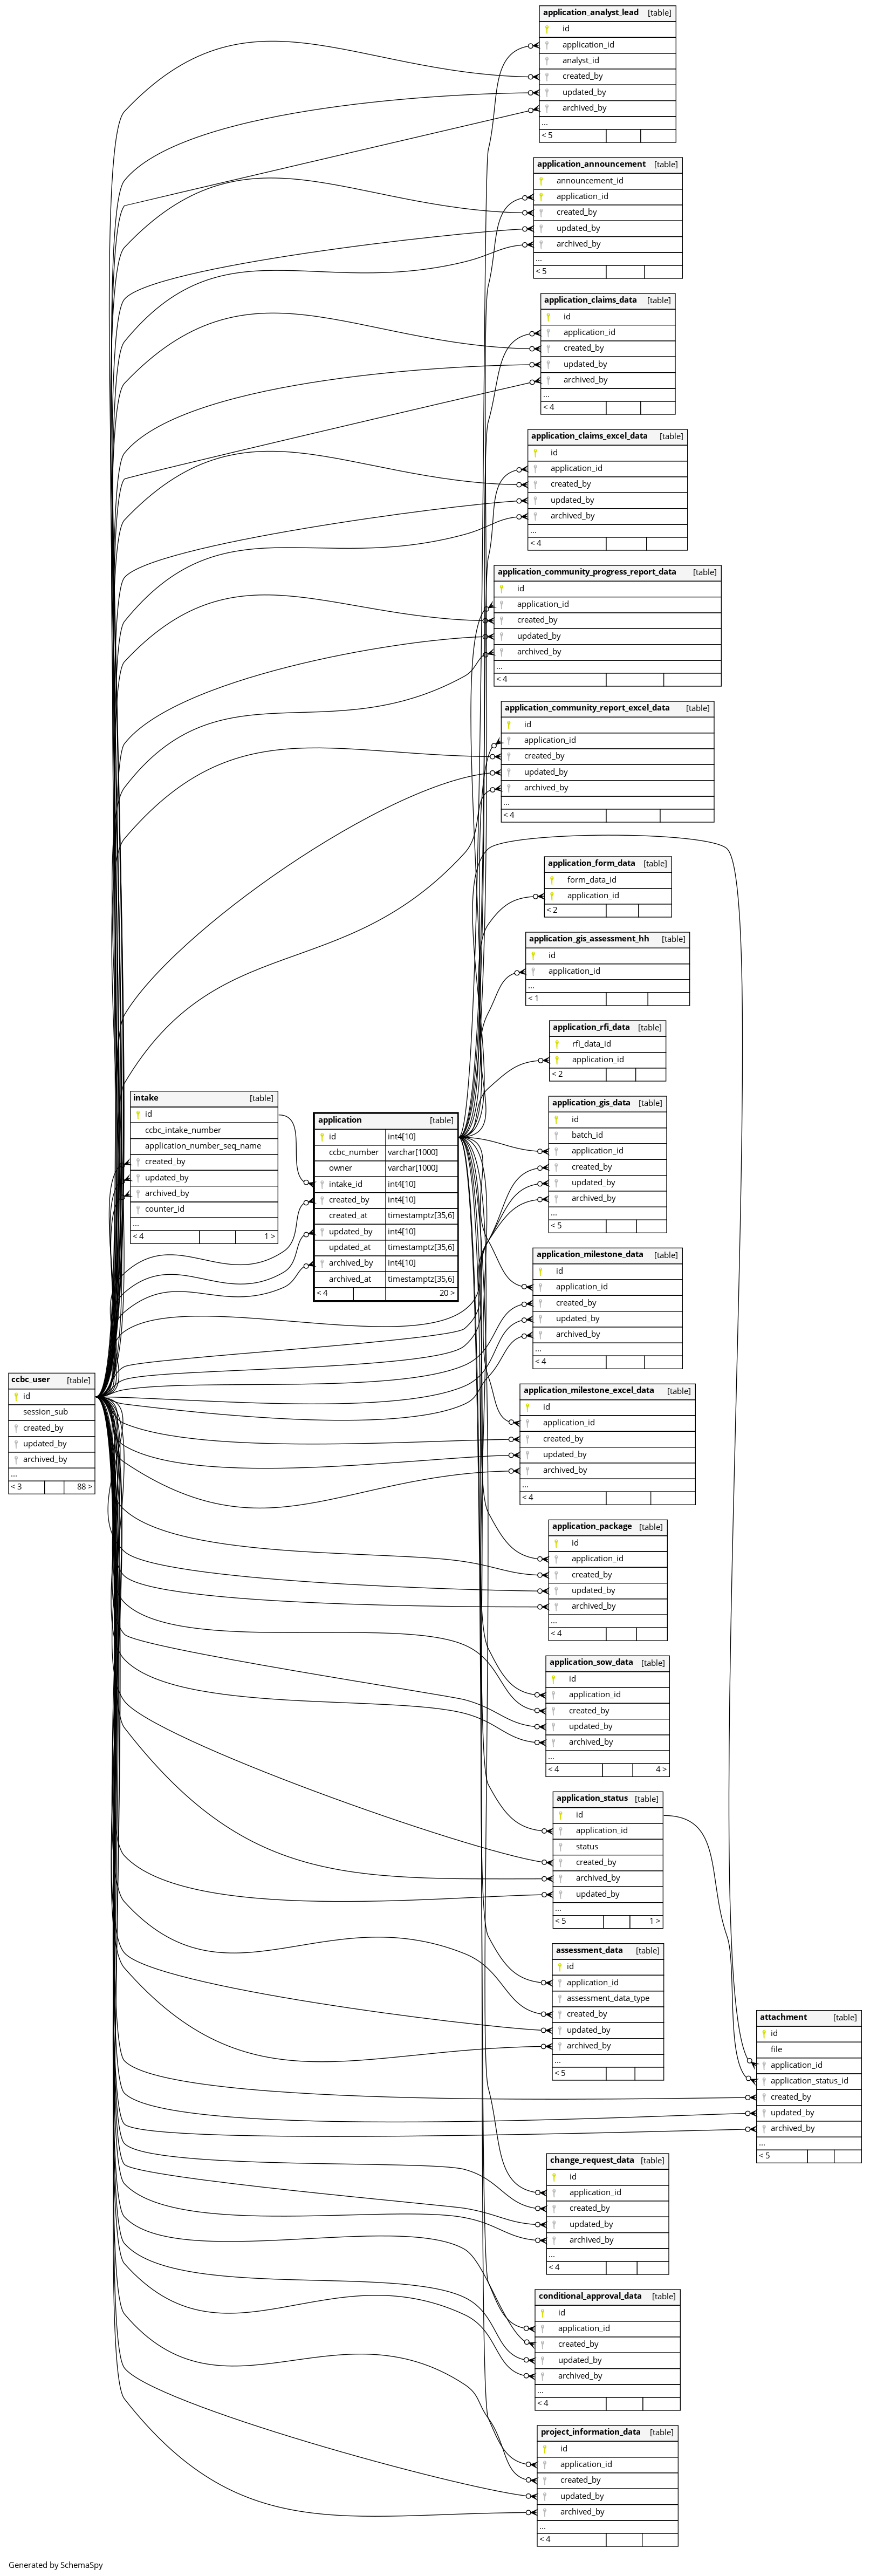 application_analyst_lead [table]
id
application_id
analyst_id
created_by
updated_by
archived_by
...
< 5
application_announcement [table]
announcement_id
application_id
created_by
updated_by
archived_by
...
< 5
application_claims_data [table]
id
application_id
created_by
updated_by
archived_by
...
< 4
application_claims_excel_data [table]
id
application_id
created_by
updated_by
archived_by
...
< 4
application_community_progress_report_data [table]
id
application_id
created_by
updated_by
archived_by
...
< 4
application_community_report_excel_data [table]
id
application_id
created_by
updated_by
archived_by
...
< 4
application_form_data [table]
form_data_id
application_id
< 2
application_gis_assessment_hh [table]
id
application_id
...
< 1
application_rfi_data [table]
rfi_data_id
application_id
< 2
intake [table]
id
ccbc_intake_number
application_number_seq_name
created_by
updated_by
archived_by
counter_id
...
< 4 1 >
application [table]
id int4[10]
ccbc_number varchar[1000]
owner varchar[1000]
intake_id int4[10]
created_by int4[10]
created_at timestamptz[35,6]
updated_by int4[10]
updated_at timestamptz[35,6]
archived_by int4[10]
archived_at timestamptz[35,6]
< 4 20 >
application_gis_data [table]
id
batch_id
application_id
created_by
updated_by
archived_by
...
< 5
application_milestone_data [table]
id
application_id
created_by
updated_by
archived_by
...
< 4
ccbc_user [table]
id
session_sub
created_by
updated_by
archived_by
...
< 3 88 >
application_milestone_excel_data [table]
id
application_id
created_by
updated_by
archived_by
...
< 4
application_package [table]
id
application_id
created_by
updated_by
archived_by
...
< 4
application_sow_data [table]
id
application_id
created_by
updated_by
archived_by
...
< 4 4 >
application_status [table]
id
application_id
status
created_by
archived_by
updated_by
...
< 5 1 >
assessment_data [table]
id
application_id
assessment_data_type
created_by
updated_by
archived_by
...
< 5
attachment [table]
id
file
application_id
application_status_id
created_by
updated_by
archived_by
...
< 5
change_request_data [table]
id
application_id
created_by
updated_by
archived_by
...
< 4
conditional_approval_data [table]
id
application_id
created_by
updated_by
archived_by
...
< 4
project_information_data [table]
id
application_id
created_by
updated_by
archived_by
...
< 4
Generated by SchemaSpy